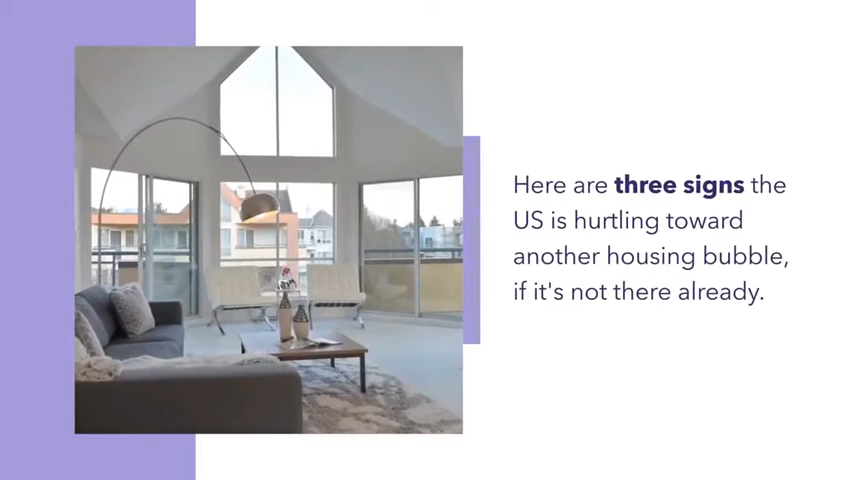 Here are three signs the
US is hurtling toward
another housing bubble,
if it's not there already.